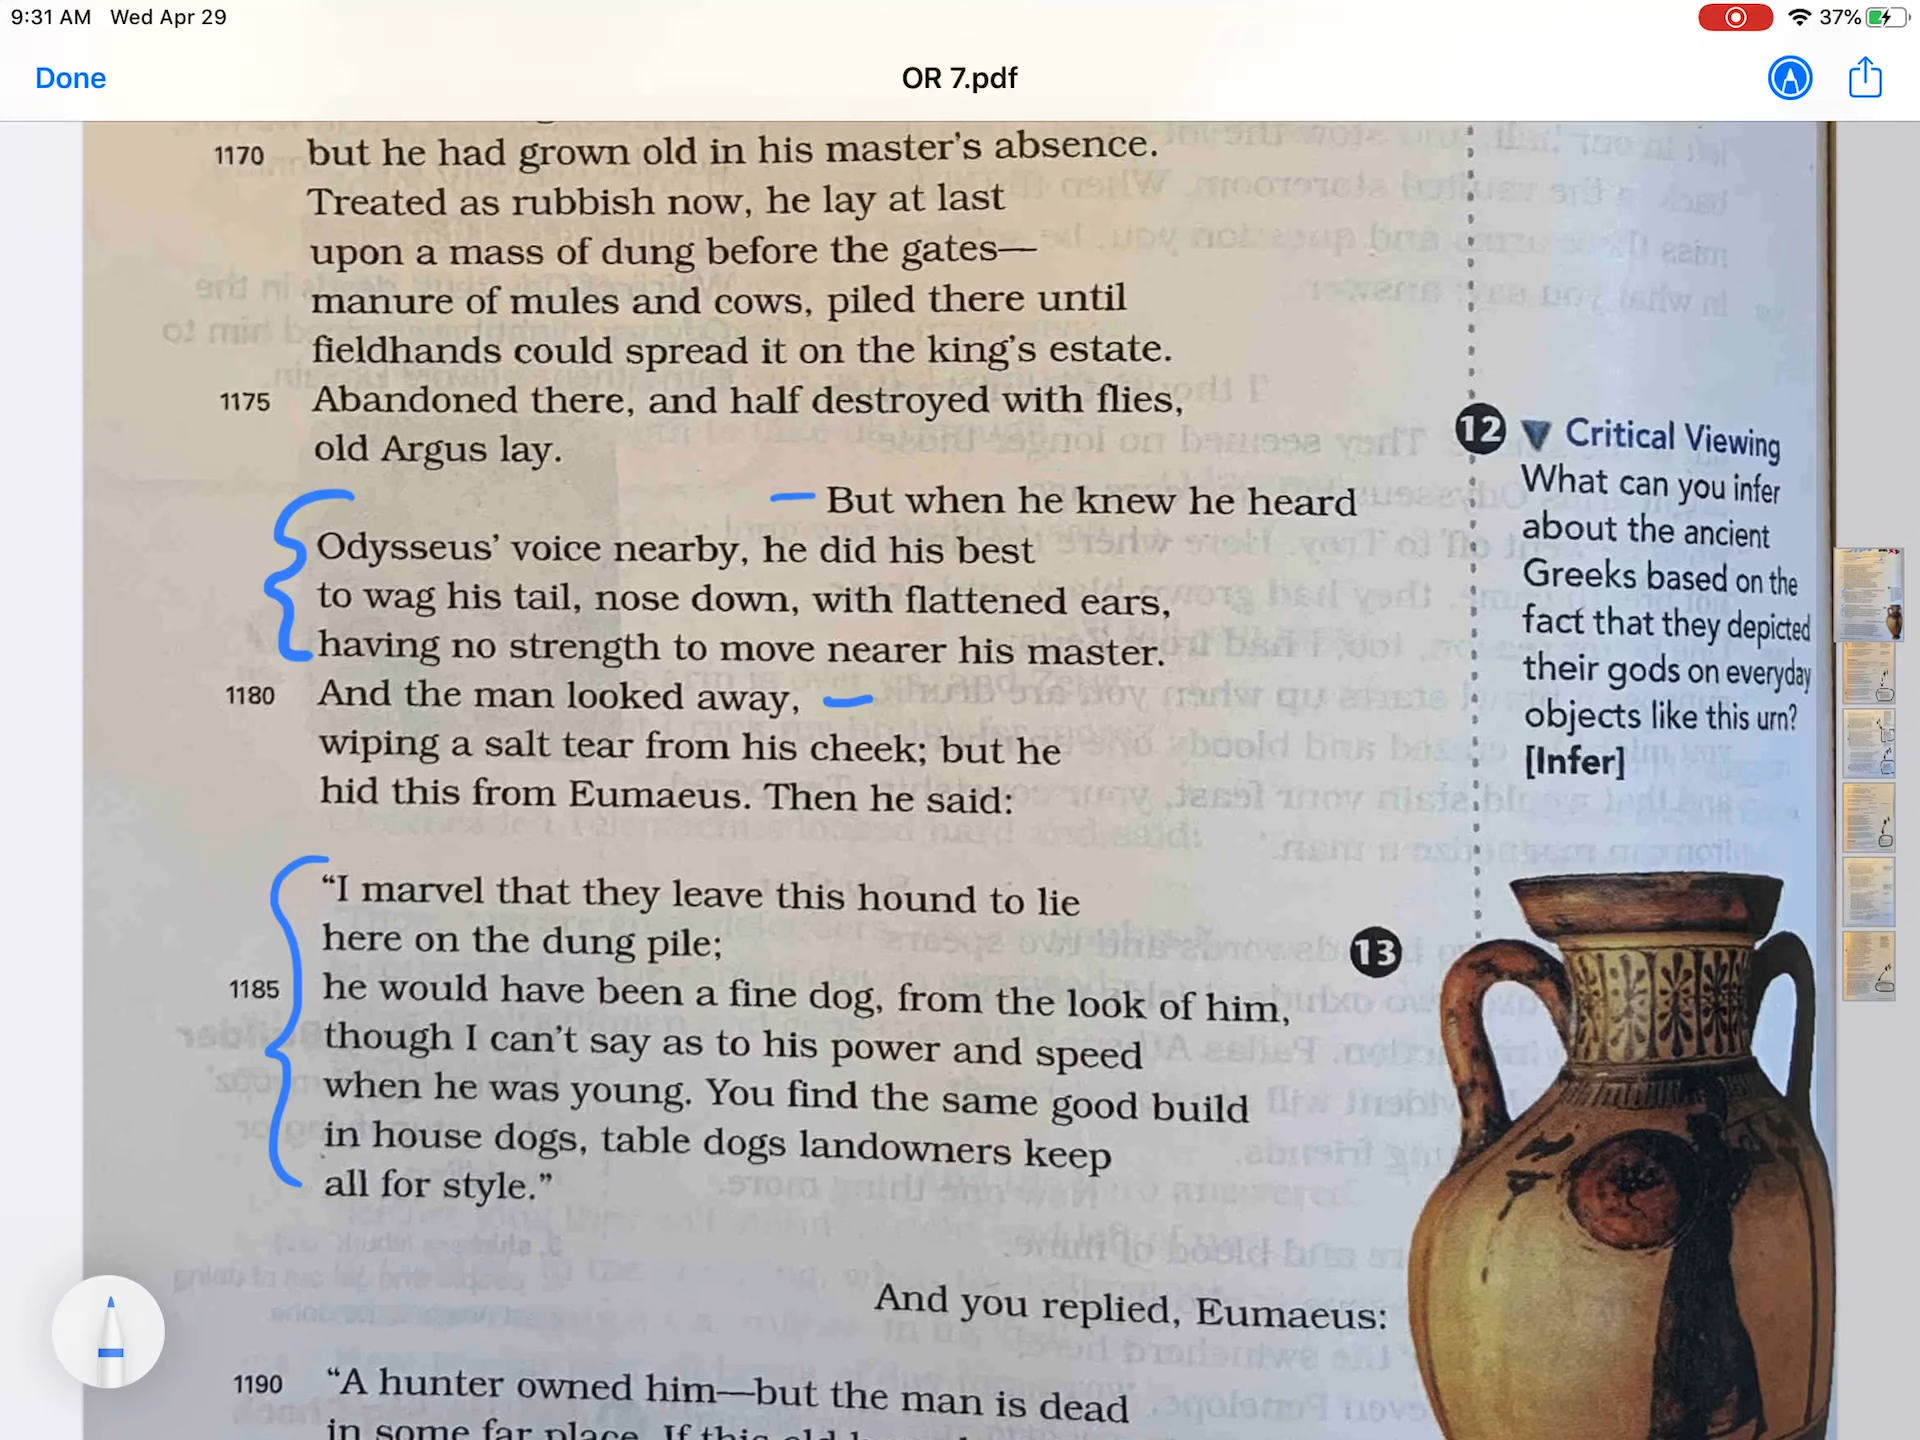 9:31 AM Wed Apr 29
37%
Done
OR 7.pdf
1170 but he had grown old in his master's absence.
Treated as rubbish now, he lay at last
upon a mass of dung before the gates—
manure of mules and cows, piled there until
fieldhands could spread it on the king's estate.
1175 Abandoned there, and half destroyed with flies,
old Argus lay.
But when he knew he heard
Odysseus' voice nearby, he did his best
to wag his tail, nose down, with flattened ears,
having no strength to move nearer his master.
1180 And the man looked away,
wiping a salt tear from his cheek; but he
hid this from Eumaeus. Then he said:
"I marvel that they leave this hound to lie
here on the dung pile;
1185 he would have been a fine dog, from the look of him,
though I can't say as to his power and speed
when he was young. You find the same good build
in house dogs, table dogs landowners keep
all for style."
And you replied, Eumaeus:
1190 "A hunter owned him—but the man is dead
in some far place. If this old
12 Critical Viewing
What can you infer
about the ancient
Greeks based on the
fact that they depicted
their gods on everyday
objects like this urn?
[Infer]
13